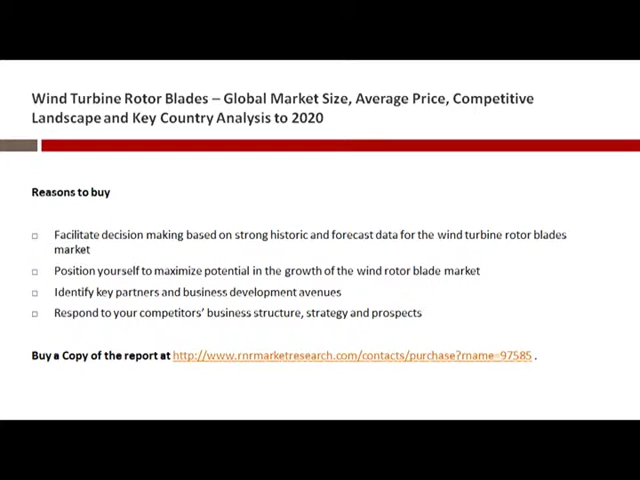 Wind Turbine Rotor Blades – Global Market Size, Average Price, Competitive
Landscape and Key Country Analysis to 2020
Reasons to buy
Facilitate decision making based on strong historic and forecast data for the wind turbine rotor blades
market
Position yourself to maximize potential in the growth of the wind rotor blade market
Identify key partners and business development avenues
Respond to your competitors' business structure, strategy and prospects
Buy a Copy of the report at http://www.rnrmarketresearch.com/contacts/purchase?rname=97585 .